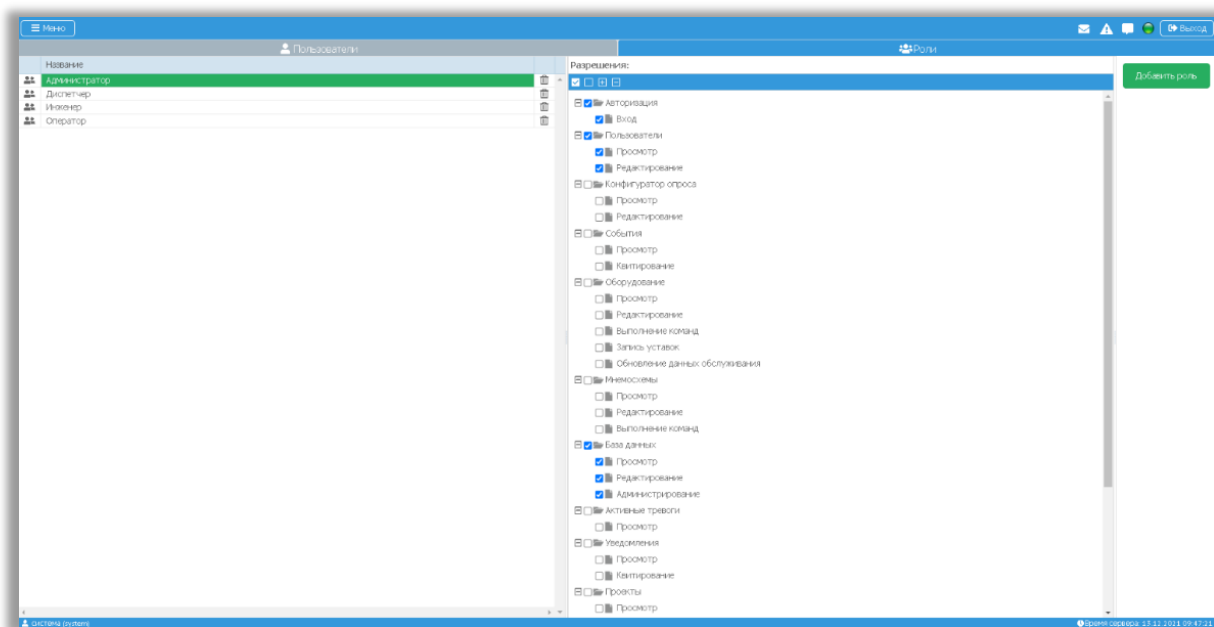 Меню
Выход
Пользователи
Роли
Название
Администратор
Диспетчер
Инженер
Оператор
Разрешения:
Авторизация
Вход
Пользователи
Просмотр
Редактирование
Конфигуратор опроса
Просмотр
Редактирование
События
Просмотр
Квитирование
Оборудование
Просмотр
Редактирование
Выполнение команд
Запись уставок
Обновление данных обслуживания
Мнемосхемы
Просмотр
Редактирование
Выполнение команд
База данных
Просмотр
Редактирование
Администрирование
Активные тревоги
Просмотр
Уведомления
Просмотр
Квитирование
Проекты
Просмотр
Добавить роль
система (system)
Время сервера: 15.12.2021 09:47:21